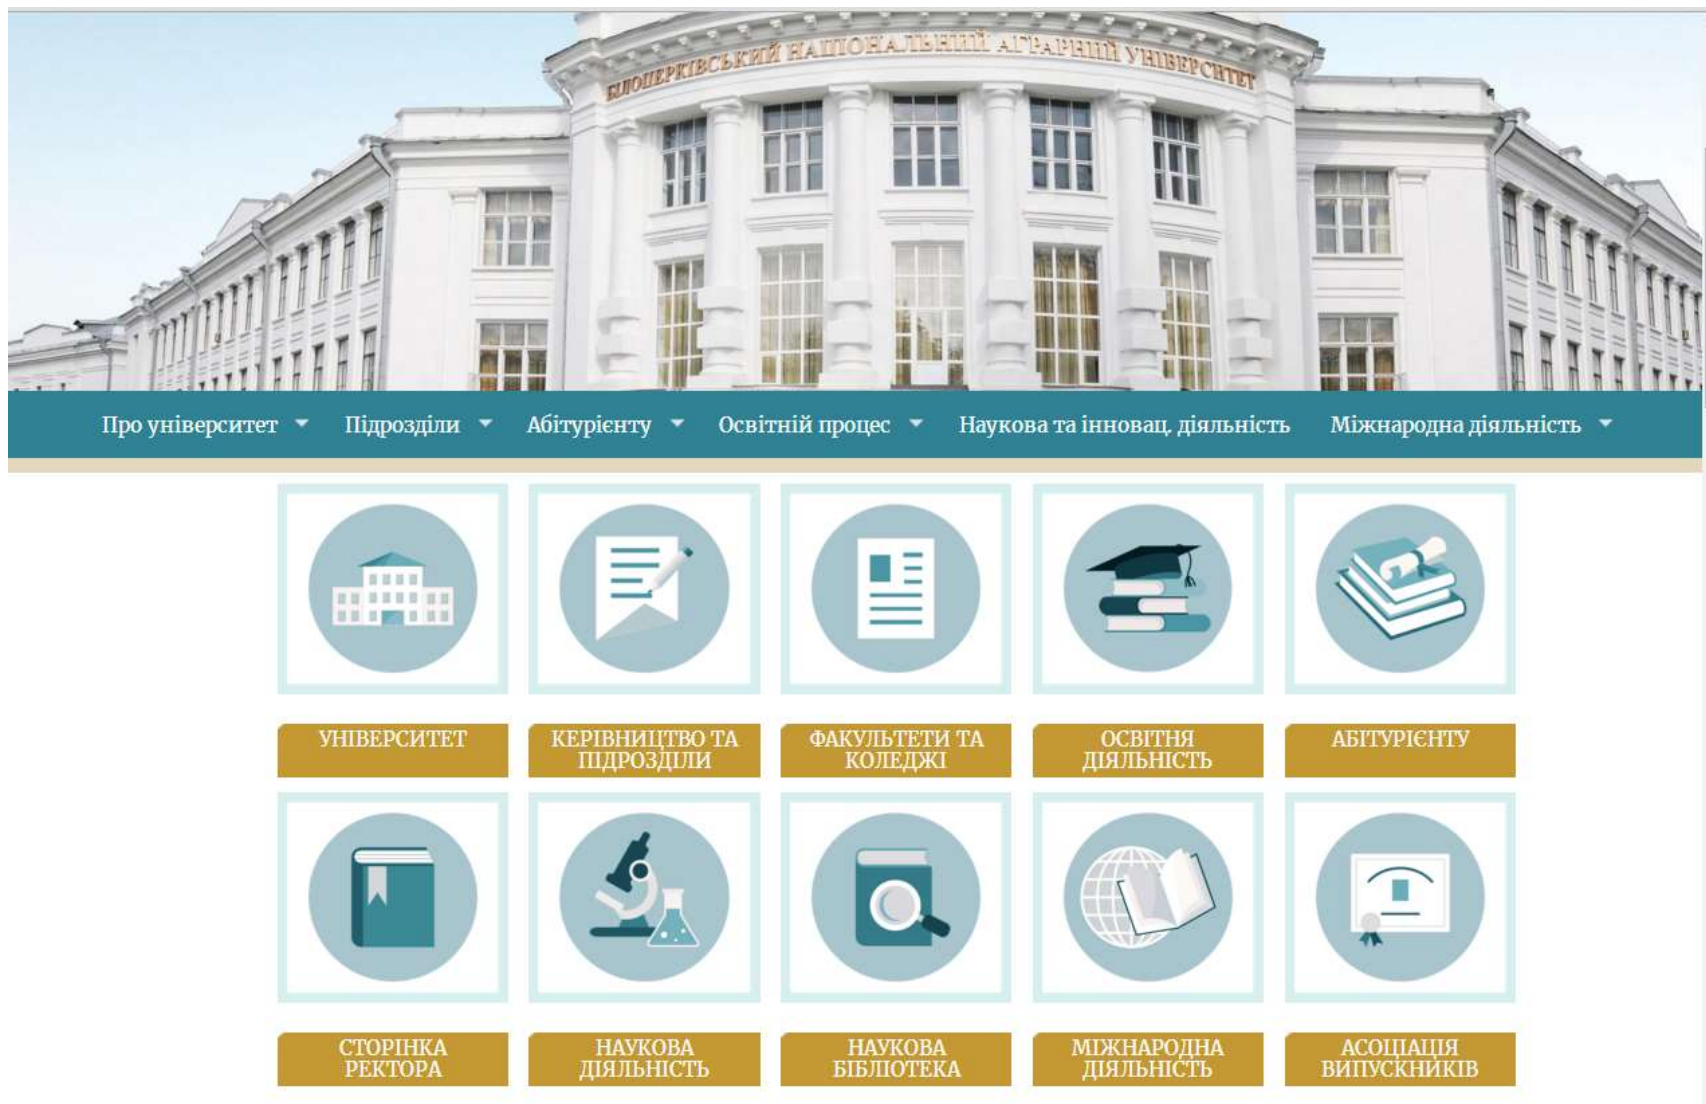 БІЛОЦЕРКІВСЬКИЙ НАЦІОНАЛЬНИЙ АГРАРНИЙ УНІВЕРСИТЕТ
Про університет Підрозділи Абітурієнту Освітній процес Наукова та інновац. діяльність Міжнародна діяльність
УНІВЕРСИТЕТ
КЕРІВНИЦТВО ТА
ПІДРОЗДІЛИ
ФАКУЛЬТЕТИ ТА
КОЛЕДЖІ
ОСВІТНЯ
ДІЯЛЬНІСТЬ
АБІТУРІЄНТУ
СТОРІНКА
РЕКТОРА
НАУКОВА
ДІЯЛЬНІСТЬ
НАУКОВА
БІБЛІОТЕКА
МІЖНАРОДНА
ДІЯЛЬНІСТЬ
АСОЦІАЦІЯ
ВИПУСКНИКІВ